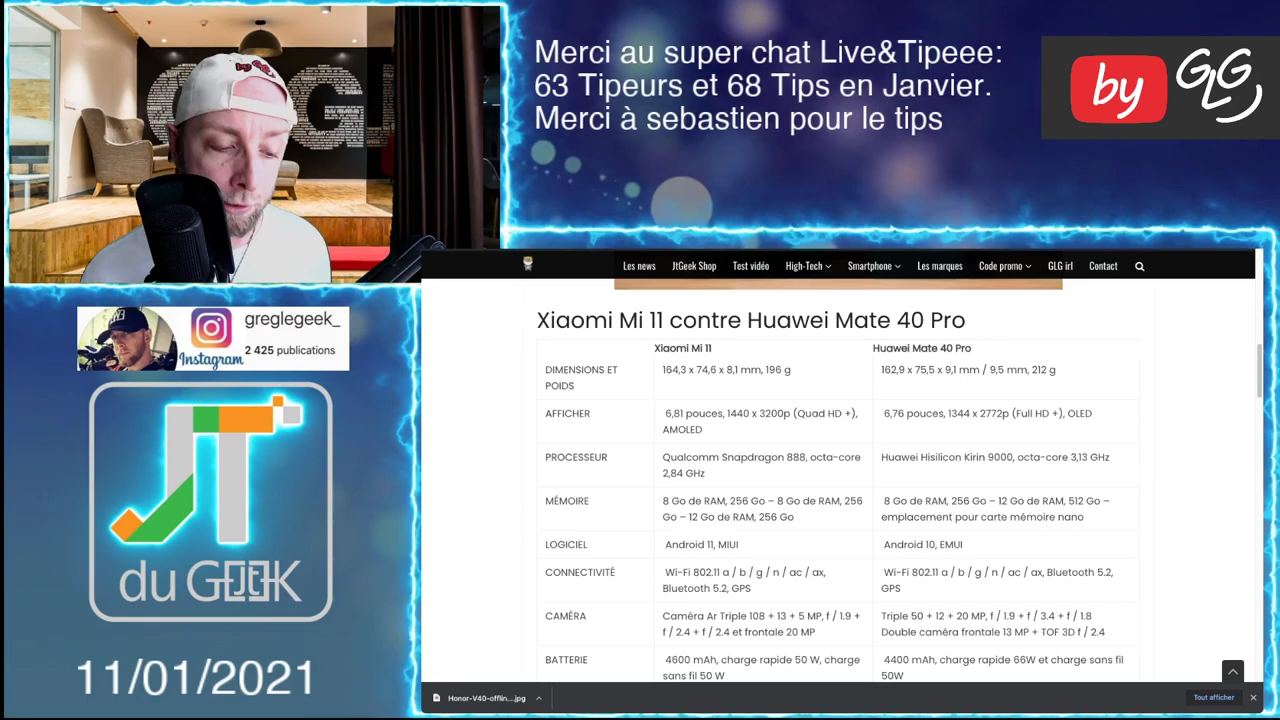 Merci au super chat Live&Tipeee:
63 Tipeurs et 68 Tips en Janvier.
Merci à sebastien pour le tips
by GLG
greglegeek_
Instagram
2 425 publications
JT
du GEEK
11/01/2021
Les news JtGeek Shop Test vidéo High-Tech Smartphone Les marques Code promo GLG irl Contact
Xiaomi Mi 11 contre Huawei Mate 40 Pro
Xiaomi Mi 11 Huawei Mate 40 Pro
DIMENSIONS ET
POIDS
164,3 x 74,6 x 8,1 mm, 196 g
162,9 x 75,5 x 9,1 mm / 9,5 mm, 212 g
AFFICHER
6,81 pouces, 1440 x 3200p (Quad HD +),
AMOLED
6,76 pouces, 1344 x 2772p (Full HD +), OLED
PROCESSEUR
Qualcomm Snapdragon 888, octa-core
2,84 GHz
Huawei Hisilicon Kirin 9000, octa-core 3,13 GHz
MÉMOIRE
8 Go de RAM, 256 Go – 8 Go de RAM, 256
Go – 12 Go de RAM, 256 Go
8 Go de RAM, 256 Go – 12 Go de RAM, 512 Go –
emplacement pour carte mémoire nano
LOGICIEL
Android 11, MIUI
Android 10, EMUI
CONNECTIVITÉ
Wi-Fi 802.11 a / b / g / n / ac / ax,
Bluetooth 5.2, GPS
Wi-Fi 802.11 a / b / g / n / ac / ax, Bluetooth 5.2,
GPS
CAMÉRA
Caméra Ar Triple 108 + 13 + 5 MP, f / 1.9 +
f / 2.4 + f / 2.4 et frontale 20 MP
Triple 50 + 12 + 20 MP, f / 1.9 + f / 3.4 + f / 1.8
Double caméra frontale 13 MP + TOF 3D f / 2.4
BATTERIE
4600 mAh, charge rapide 50 W, charge
sans fil 50 W
4400 mAh, charge rapide 66W et charge sans fil
50W
Honor-V40-offlin....jpg
Tout afficher